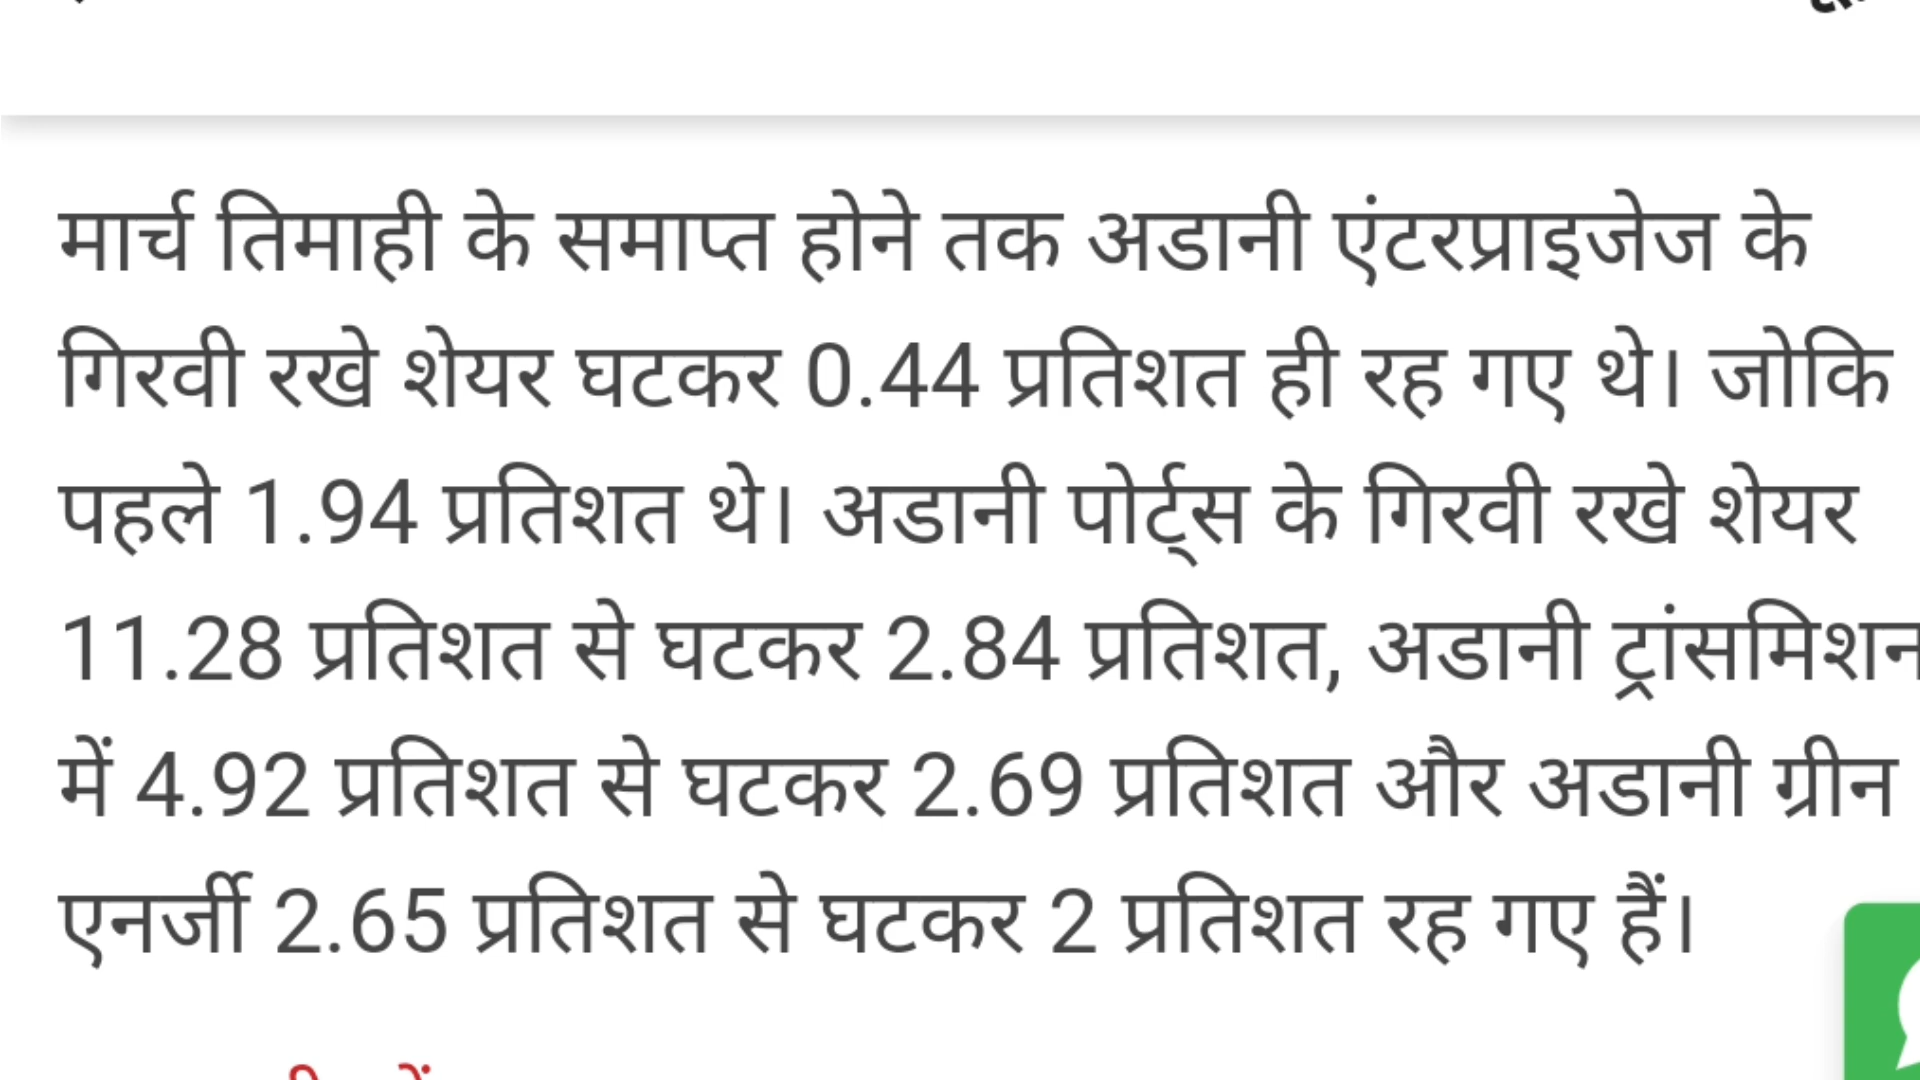 मार्च तिमाही के समाप्त होने तक अडानी एंटरप्राइजेज के
गिरवी रखे शेयर घटकर 0.44 प्रतिशत ही रह गए थे। जोकि
पहले 1.94 प्रतिशत थे। अडानी पोर्ट्स के गिरवी रखे शेयर
11.28 प्रतिशत से घटकर 2.84 प्रतिशत, अडानी ट्रांसमिशन
में 4.92 प्रतिशत से घटकर 2.69 प्रतिशत और अडानी ग्रीन
एनर्जी 2.65 प्रतिशत से घटकर 2 प्रतिशत रह गए हैं।